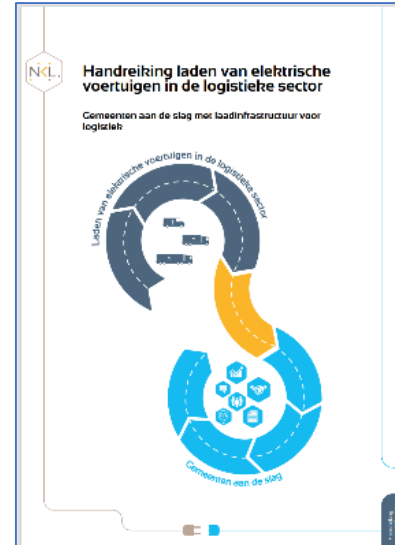 NKL
Handreiking laden van elektrische
voertuigen in de logistieke sector
Gemeenten aan de slag met laadinfrastructuur voor
logistiek
Laden van elektrische voertuigen in de logistieke sector
Gemeenten aan de slag